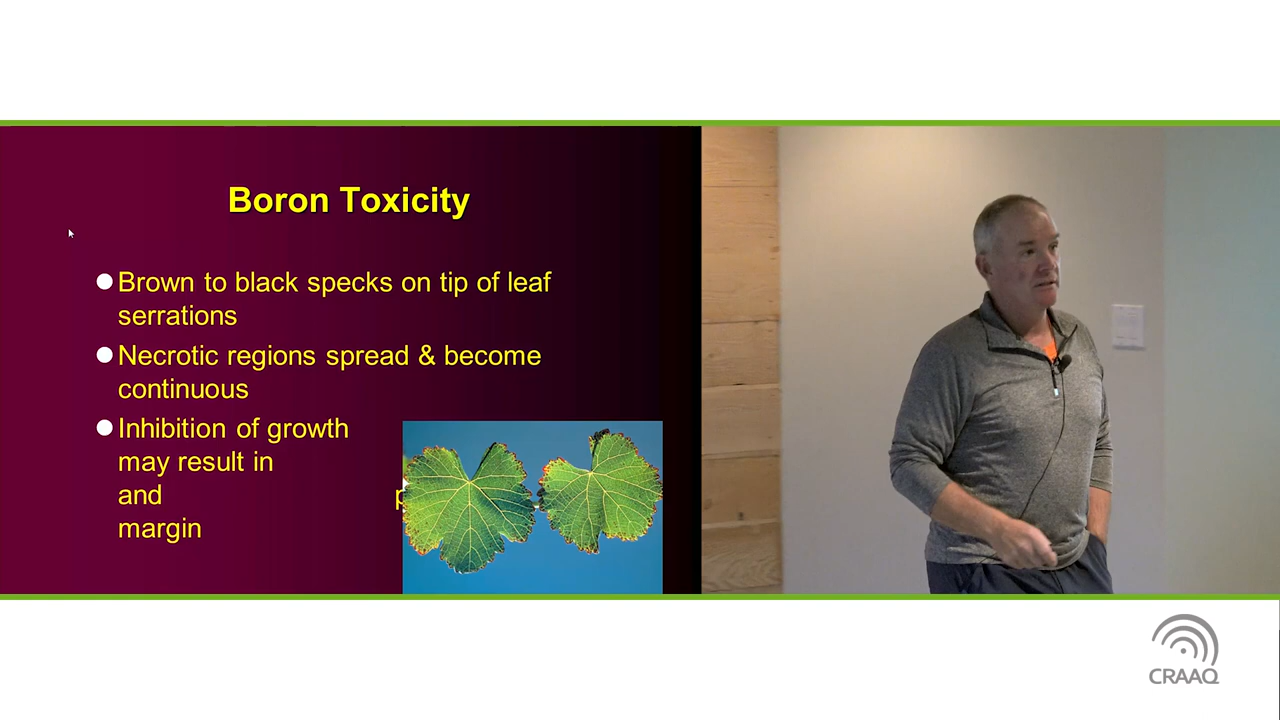 Boron Toxicity
Brown to black specks on tip of leaf
serrations
Necrotic regions spread & become
continuous
Inhibition of growth
may result in
and
margin
CRAAQ